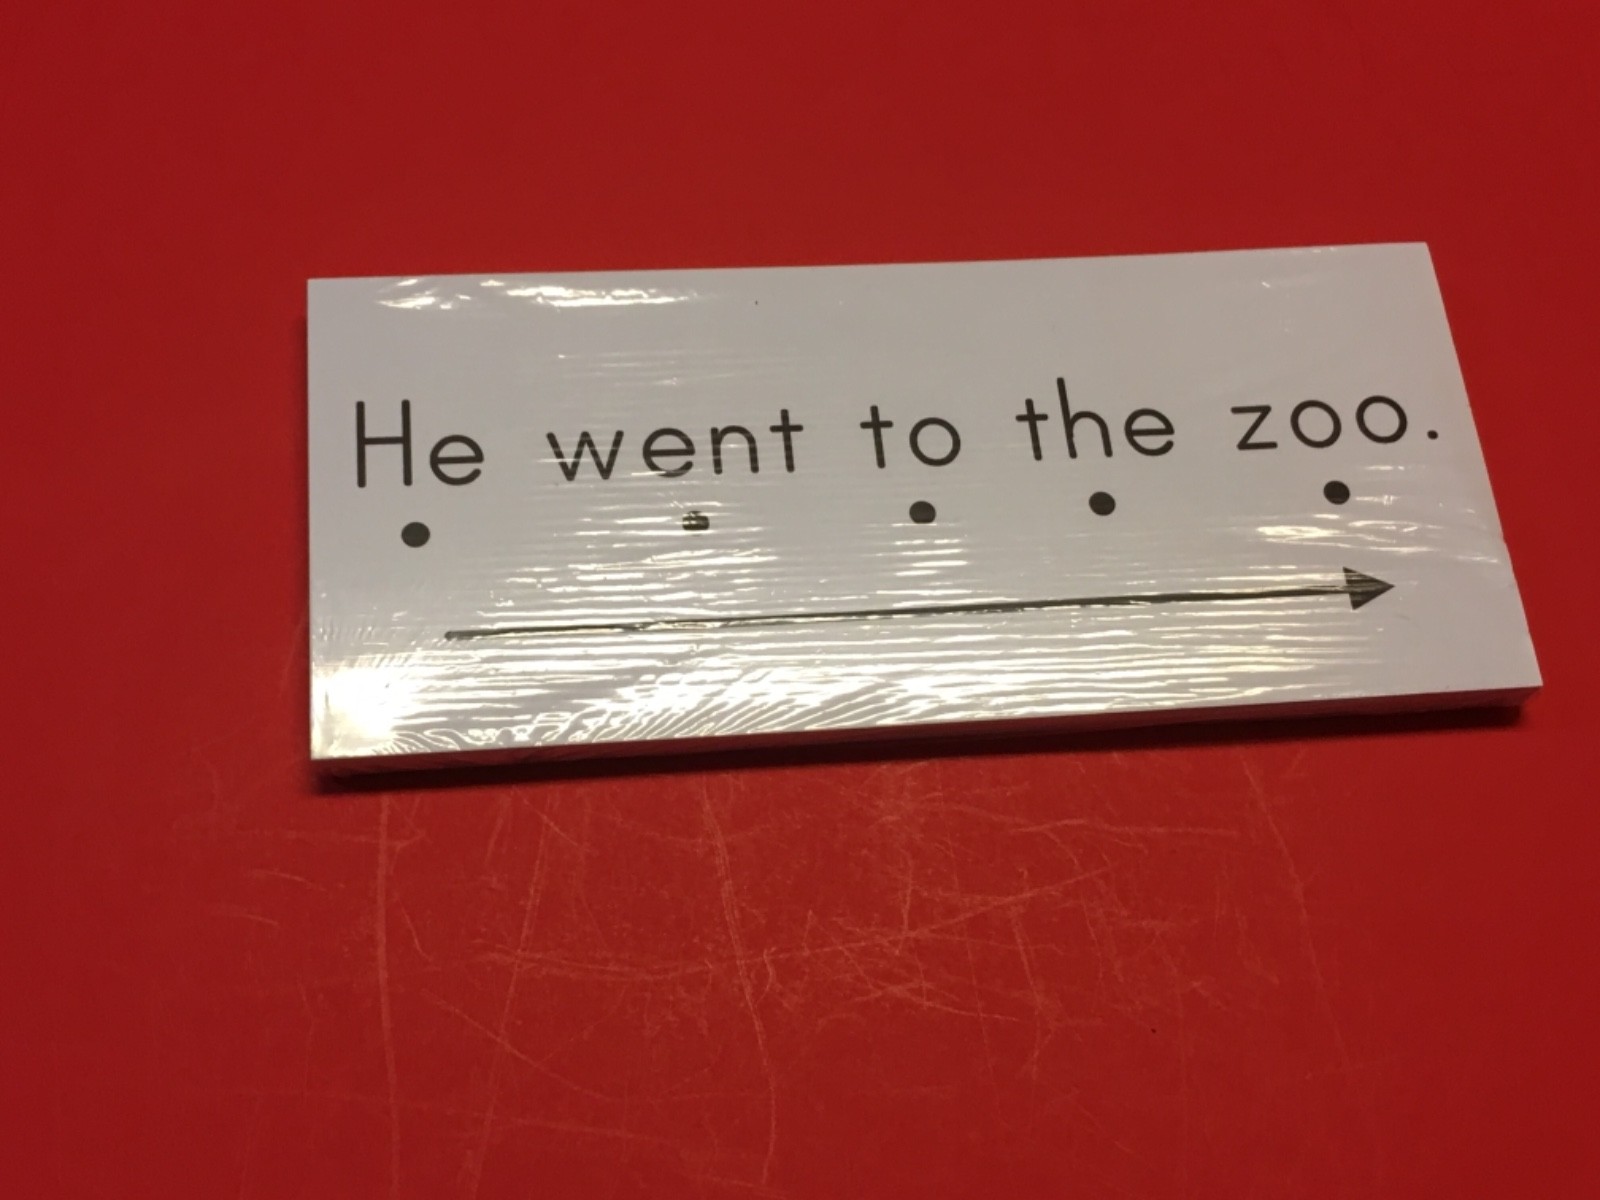 He went to the zoo.